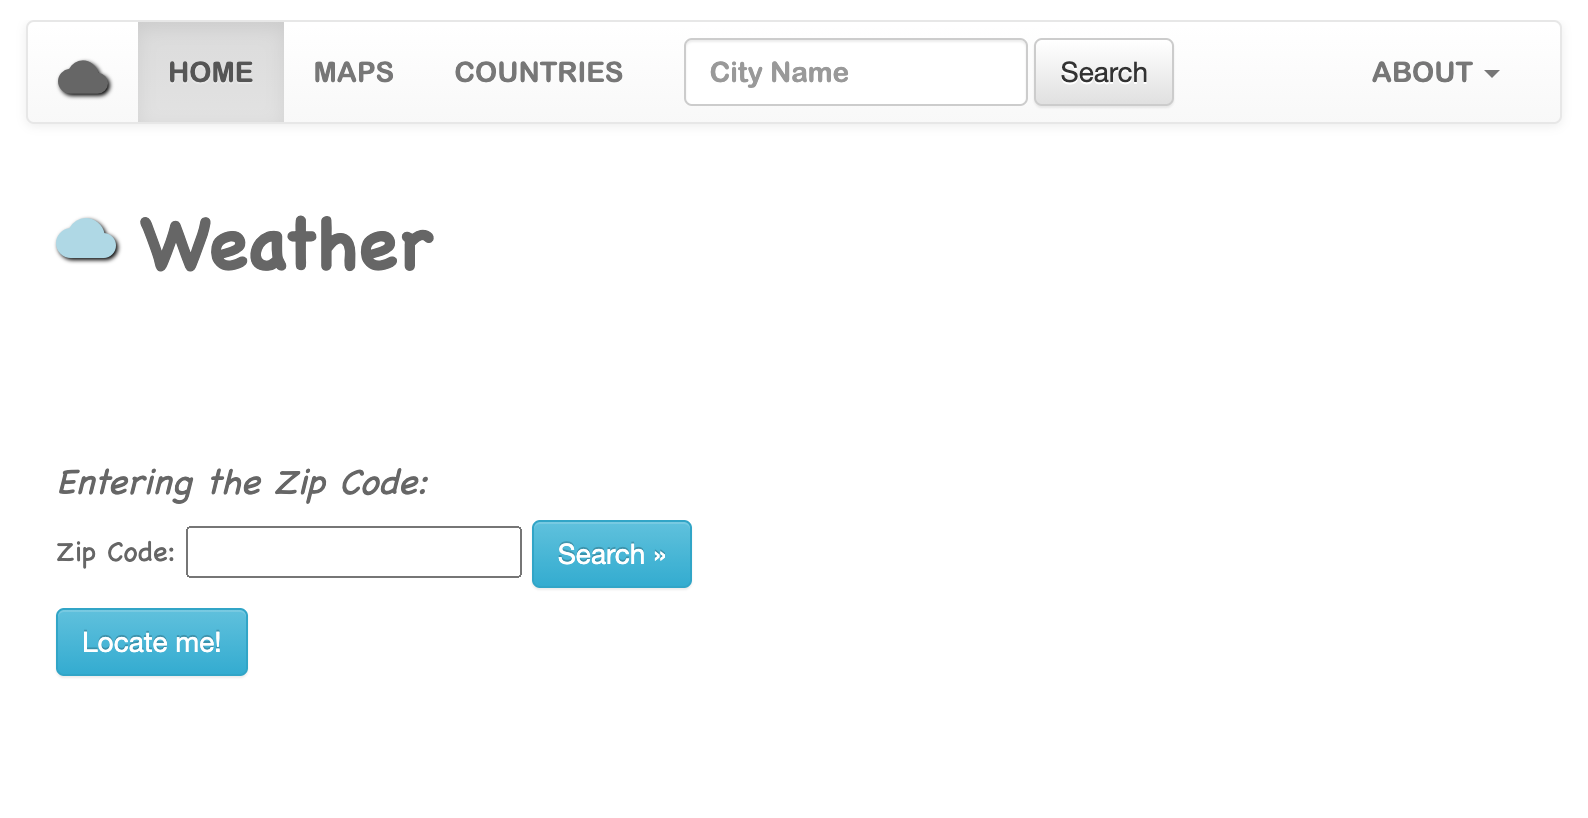 HOME MAPS COUNTRIES City Name Search ABOUT
Weather
Entering the Zip Code:
Zip Code: Search »
Locate me!